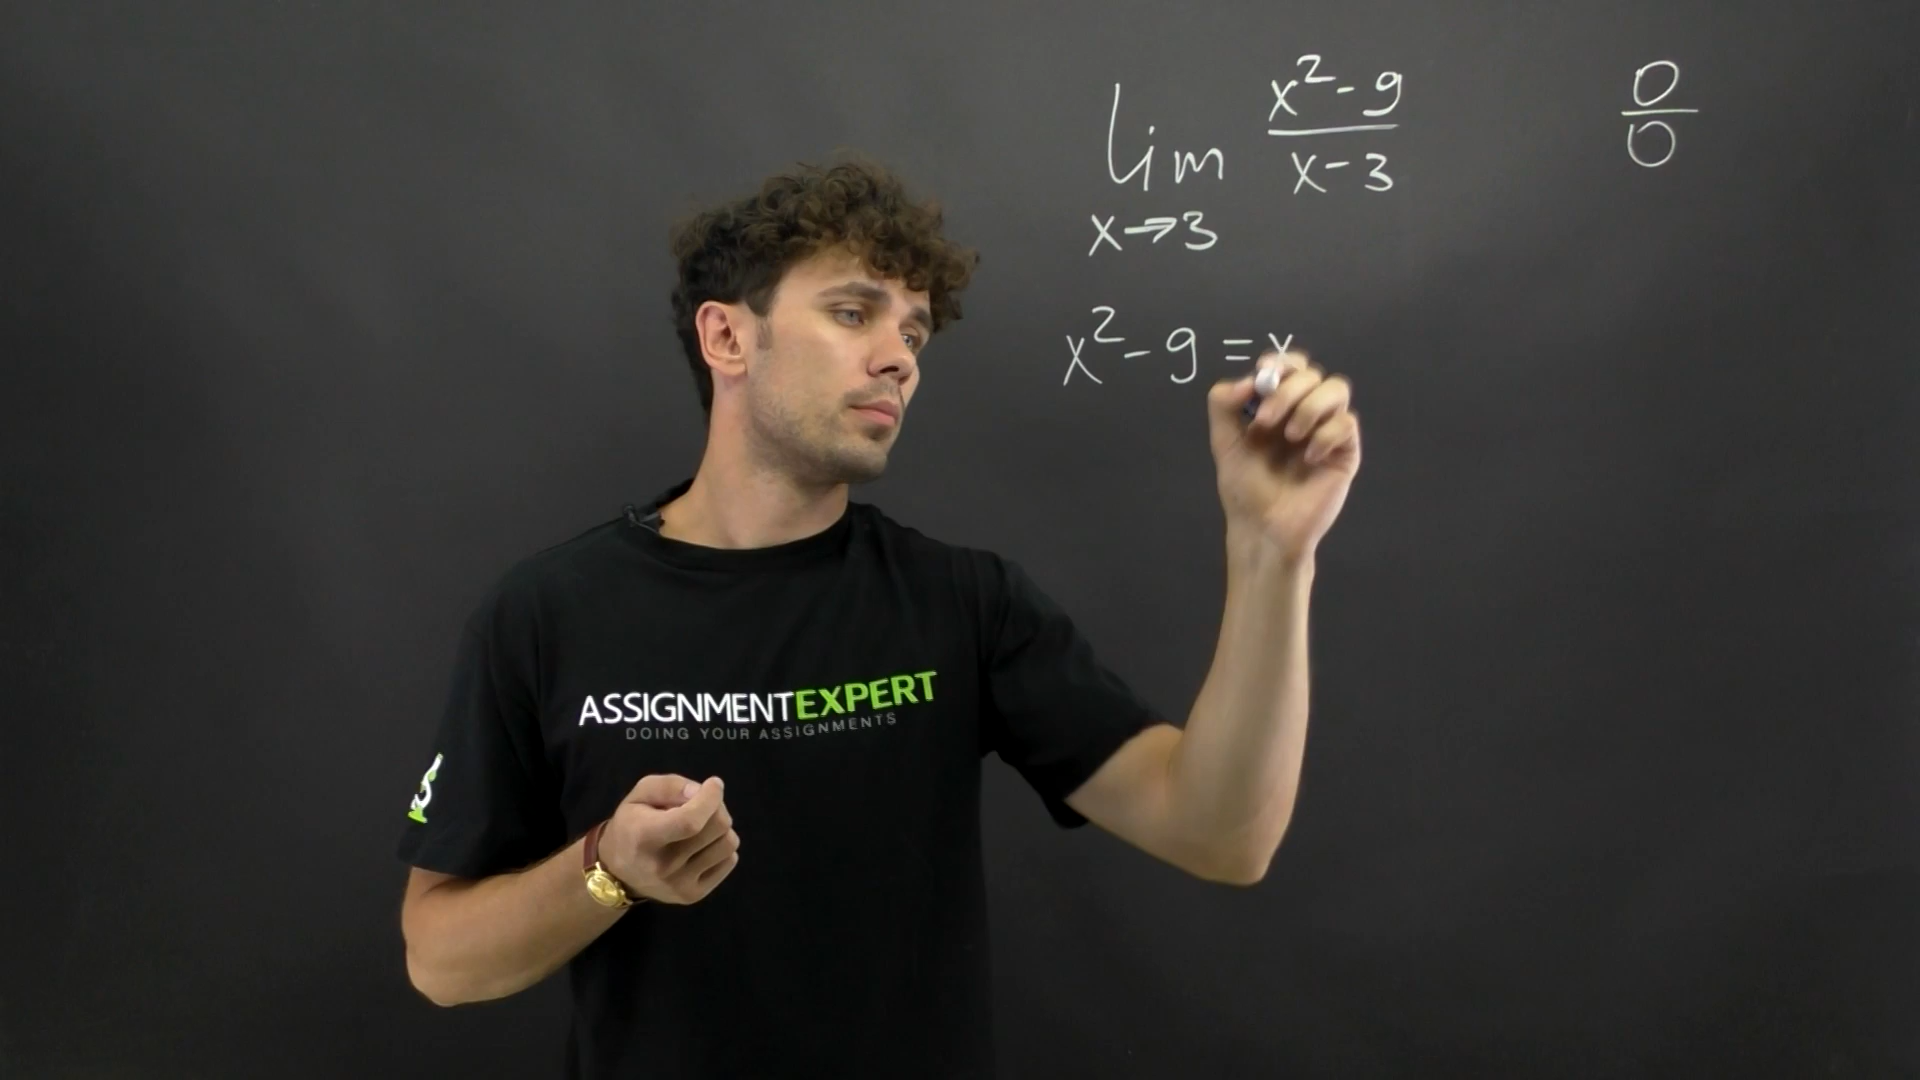 lim x²-9 / x-3
x→3
0/0
x²-9=x
ASSIGNMENTEXPERT
DOING YOUR ASSIGNMENTS